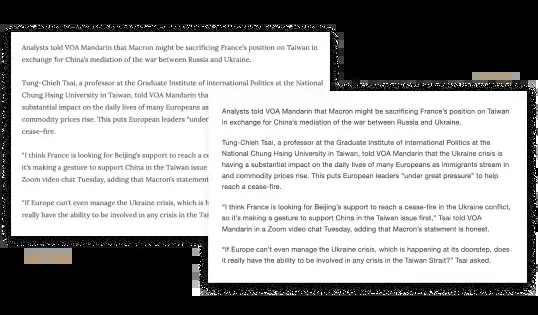 Analysts told VOA Mandarin that Macron might be sacrificing France's position on Taiwan in
exchange for China's mediation of the war between Russia and Ukraine.
Tung-Chieh Tsai, a professor at the Graduate Institute of international Politics at the National
Chung Hsing University in Taiwan, told VOA Mandarin tha
substantial impact on the daily lives of many Europeans as
commodity prices rise. This puts European leaders "under
cease-fire.
"I think France is looking for Beijing's support to reach a ce
it's making a gesture to support China in the Taiwan issue
Zoom video chat Tuesday, adding that Macron's statement
"If Europe can't even manage the Ukraine crisis, which is h
really have the ability to be involved in any crisis in the Tai
Analysts told VOA Mandarin that Macron might be sacrificing France's position on Taiwan
in exchange for China's mediation of the war between Russia and Ukraine.
Tung-Chieh Tsai, a professor at the Graduate Institute of International Politics at the
National Chung Hsing University in Taiwan, told VOA Mandarin that the Ukraine crisis is
having a substantial impact on the daily lives of many Europeans as immigrants stream in
and commodity prices rise. This puts European leaders "under great pressure" to help
reach a cease-fire.
"I think France is looking for Beijing's support to reach a cease-fire in the Ukraine conflict,
so it's making a gesture to support China in the Taiwan issue first," Tsai told VOA
Mandarin in a Zoom video chat Tuesday, adding that Macron's statement is honest.
"If Europe can't even manage the Ukraine crisis, which is happening at its doorstep, does
it really have the ability to be involved in any crisis in the Taiwan Strait?" Tsai asked.